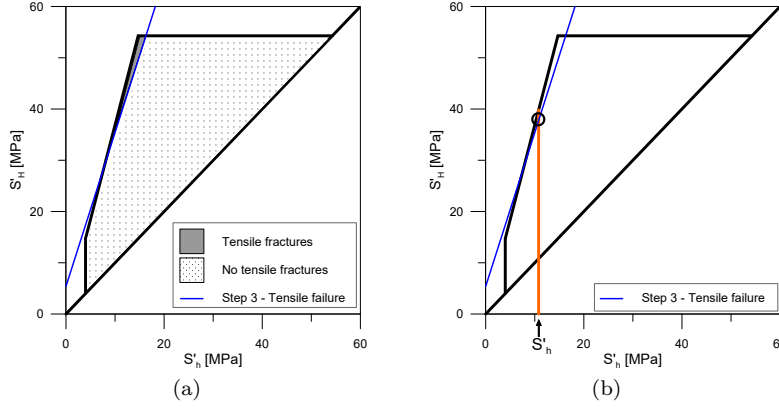 60
40
20
0
S'H [MPa]
Tensile fractures
No tensile fractures
Step 3 - Tensile failure
0
20
40
60
S'h [MPa]
(a)
60
40
20
0
S'H [MPa]
Step 3 - Tensile failure
0
20
40
60
S'h
S'h [MPa]
(b)